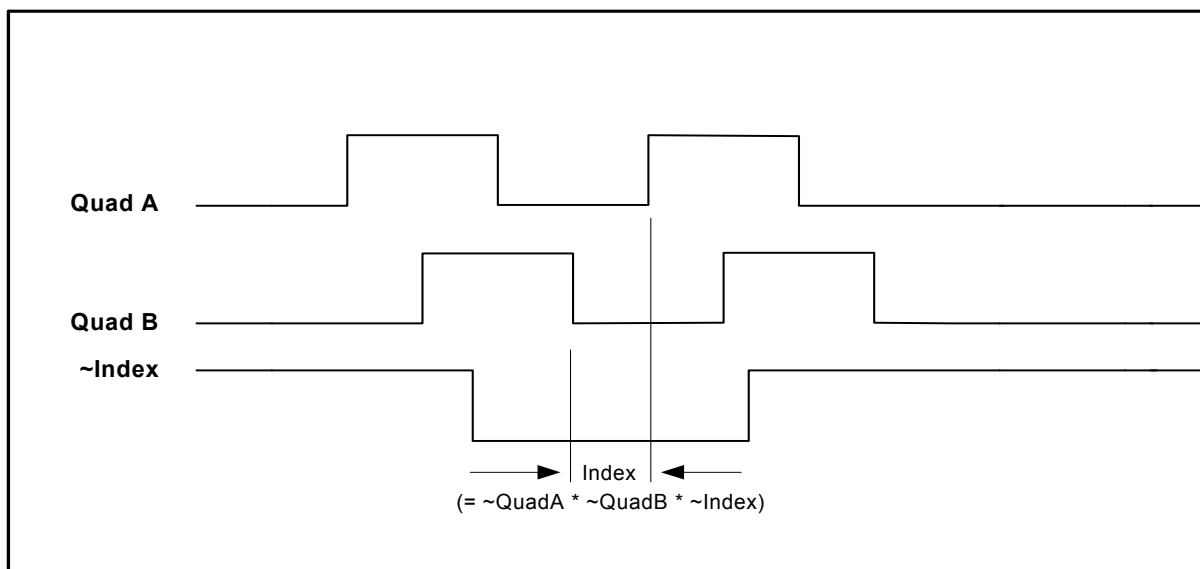 Quad A
Quad B
~Index
Index
(= ~QuadA * ~QuadB * ~Index)